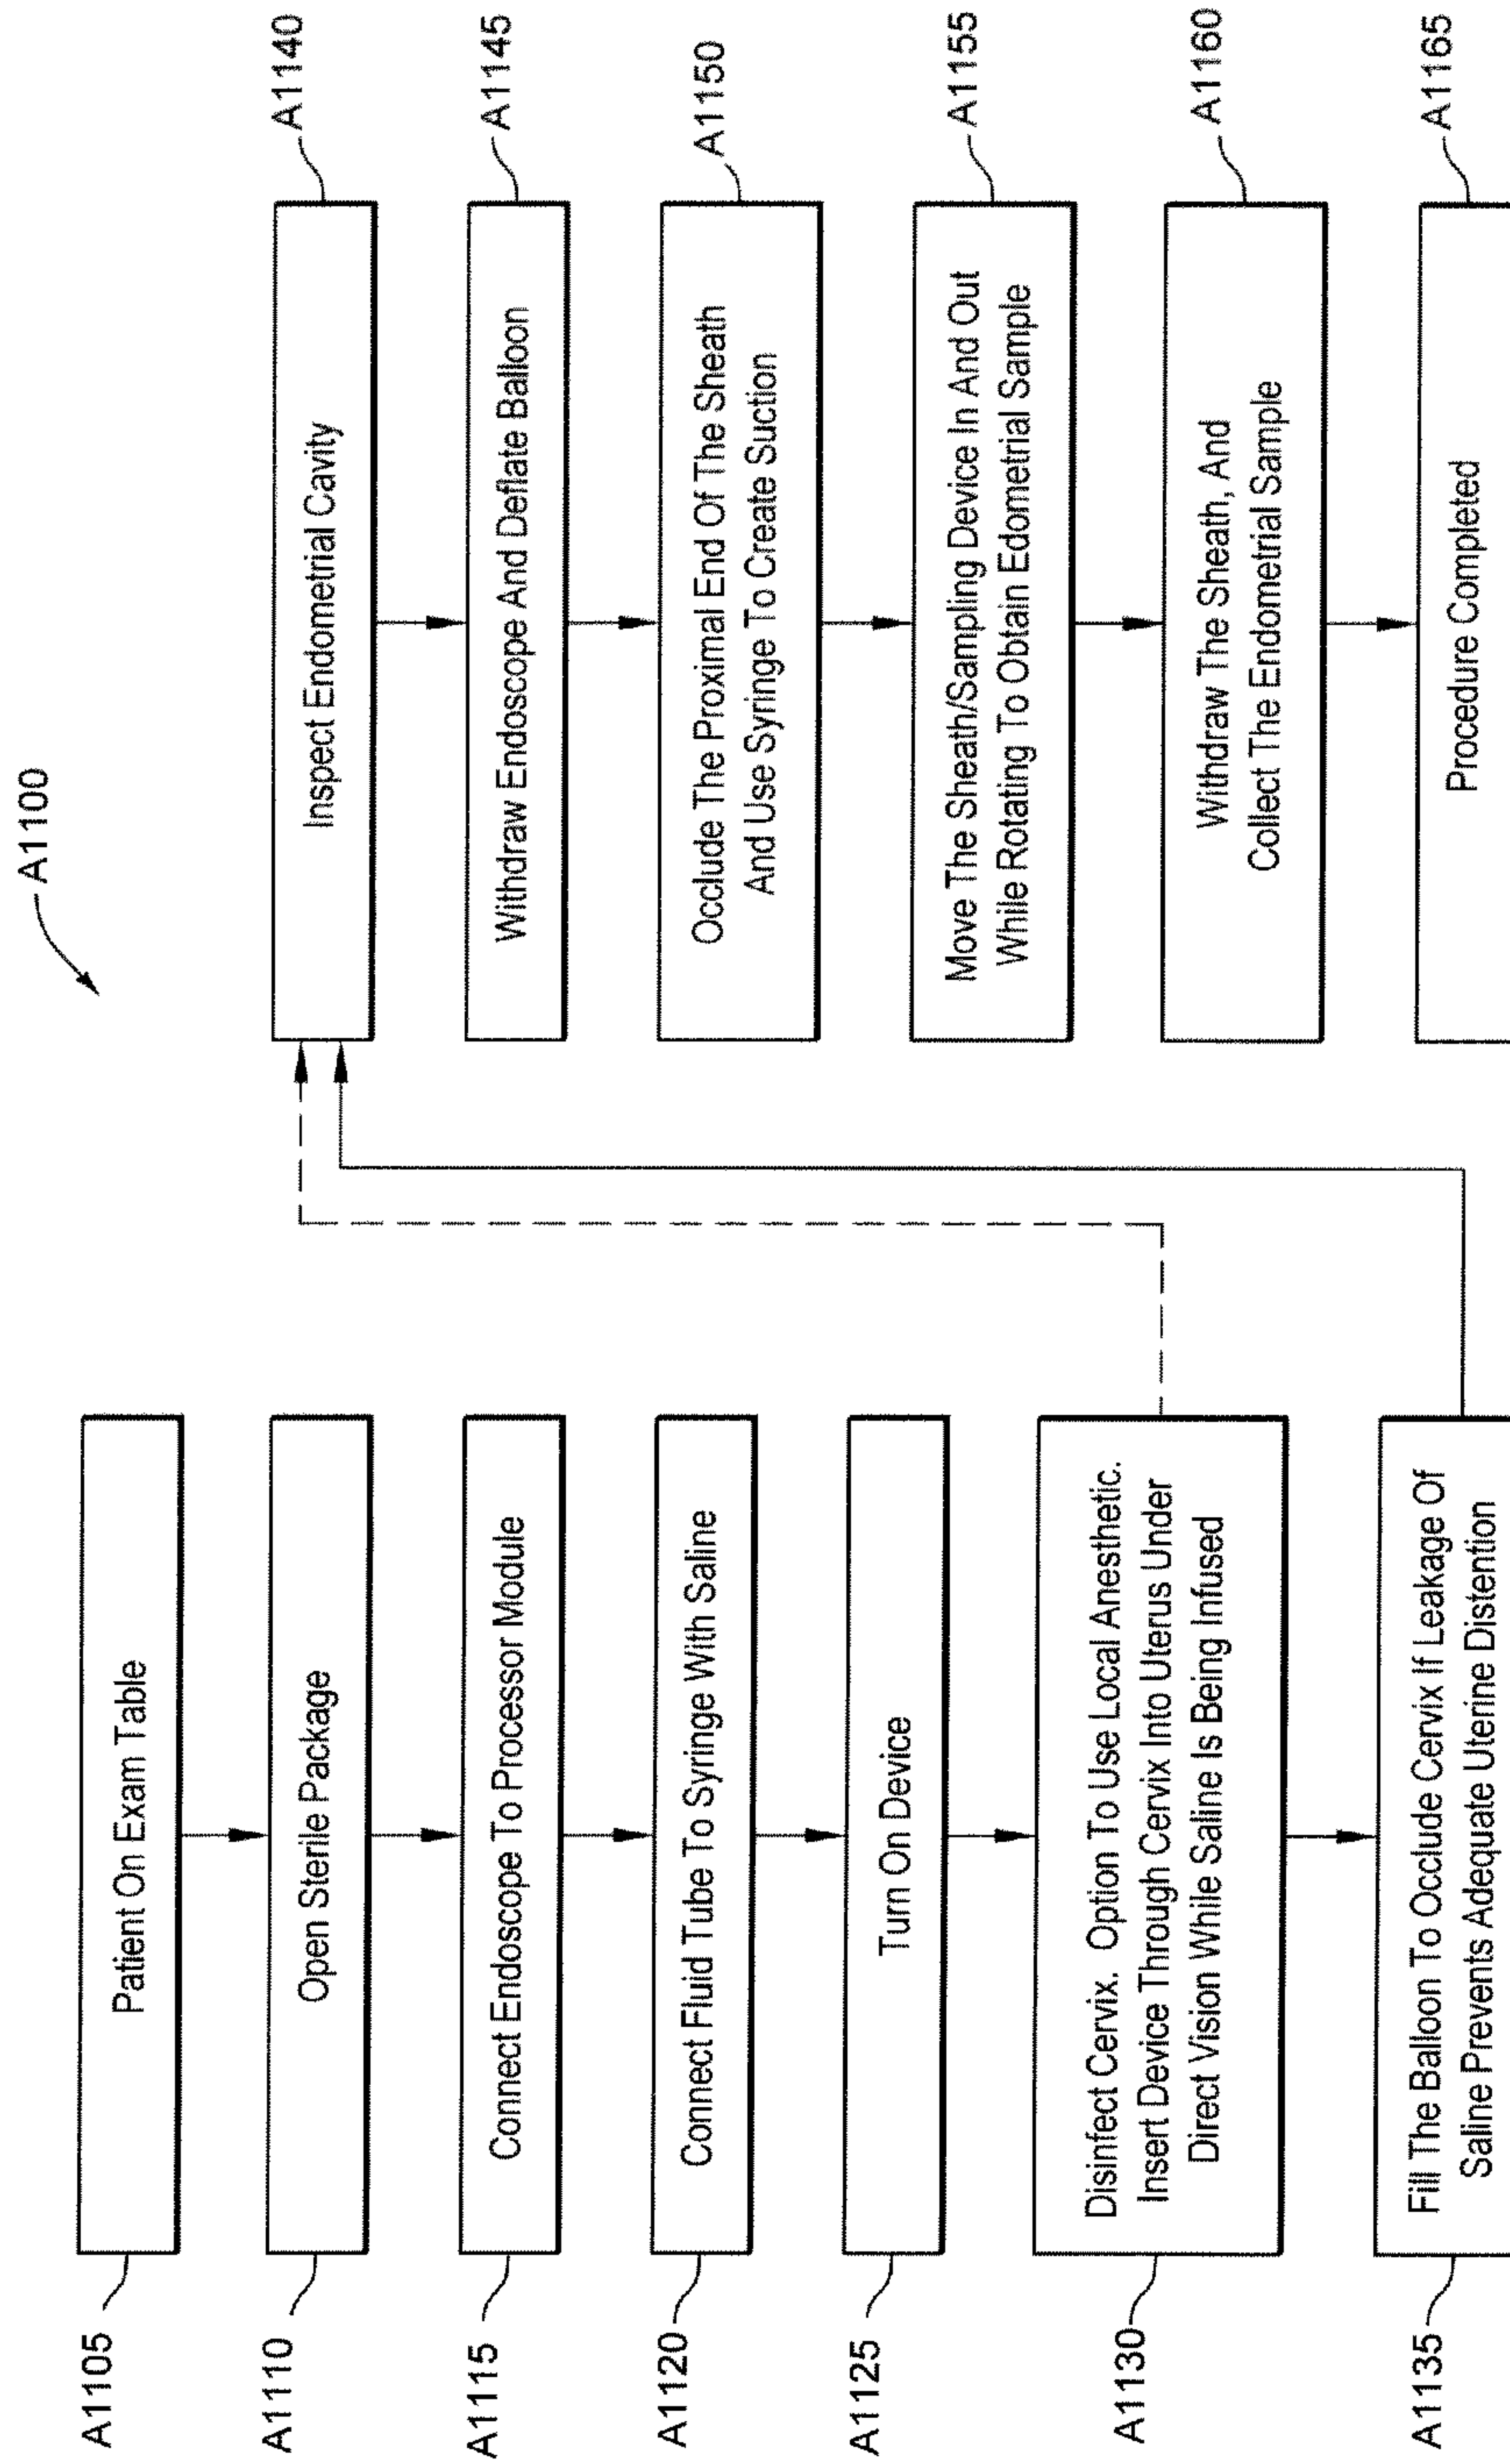 A1100
A1105
Patient On Exam Table
A1110
Open Sterile Package
A1115
Connect Endoscope To Processor Module
A1120
Connect Fluid Tube To Syringe With Saline
A1125
Turn On Device
A1130
Disinfect Cervix. Option To Use Local Anesthetic.
Insert Device Through Cervix Into Uterus Under
Direct Vision While Saline Is Being Infused
A1135
Fill The Balloon To Occlude Cervix If Leakage Of
Saline Prevents Adequate Uterine Distention
A1140
Inspect Endometrial Cavity
A1145
Withdraw Endoscope And Deflate Balloon
A1150
Occlude The Proximal End Of The Sheath
And Use Syringe To Create Suction
A1155
Move The Sheath/Sampling Device In And Out
While Rotating To Obtain Edometrial Sample
A1160
Withdraw The Sheath, And
Collect The Endometrial Sample
A1165
Procedure Completed